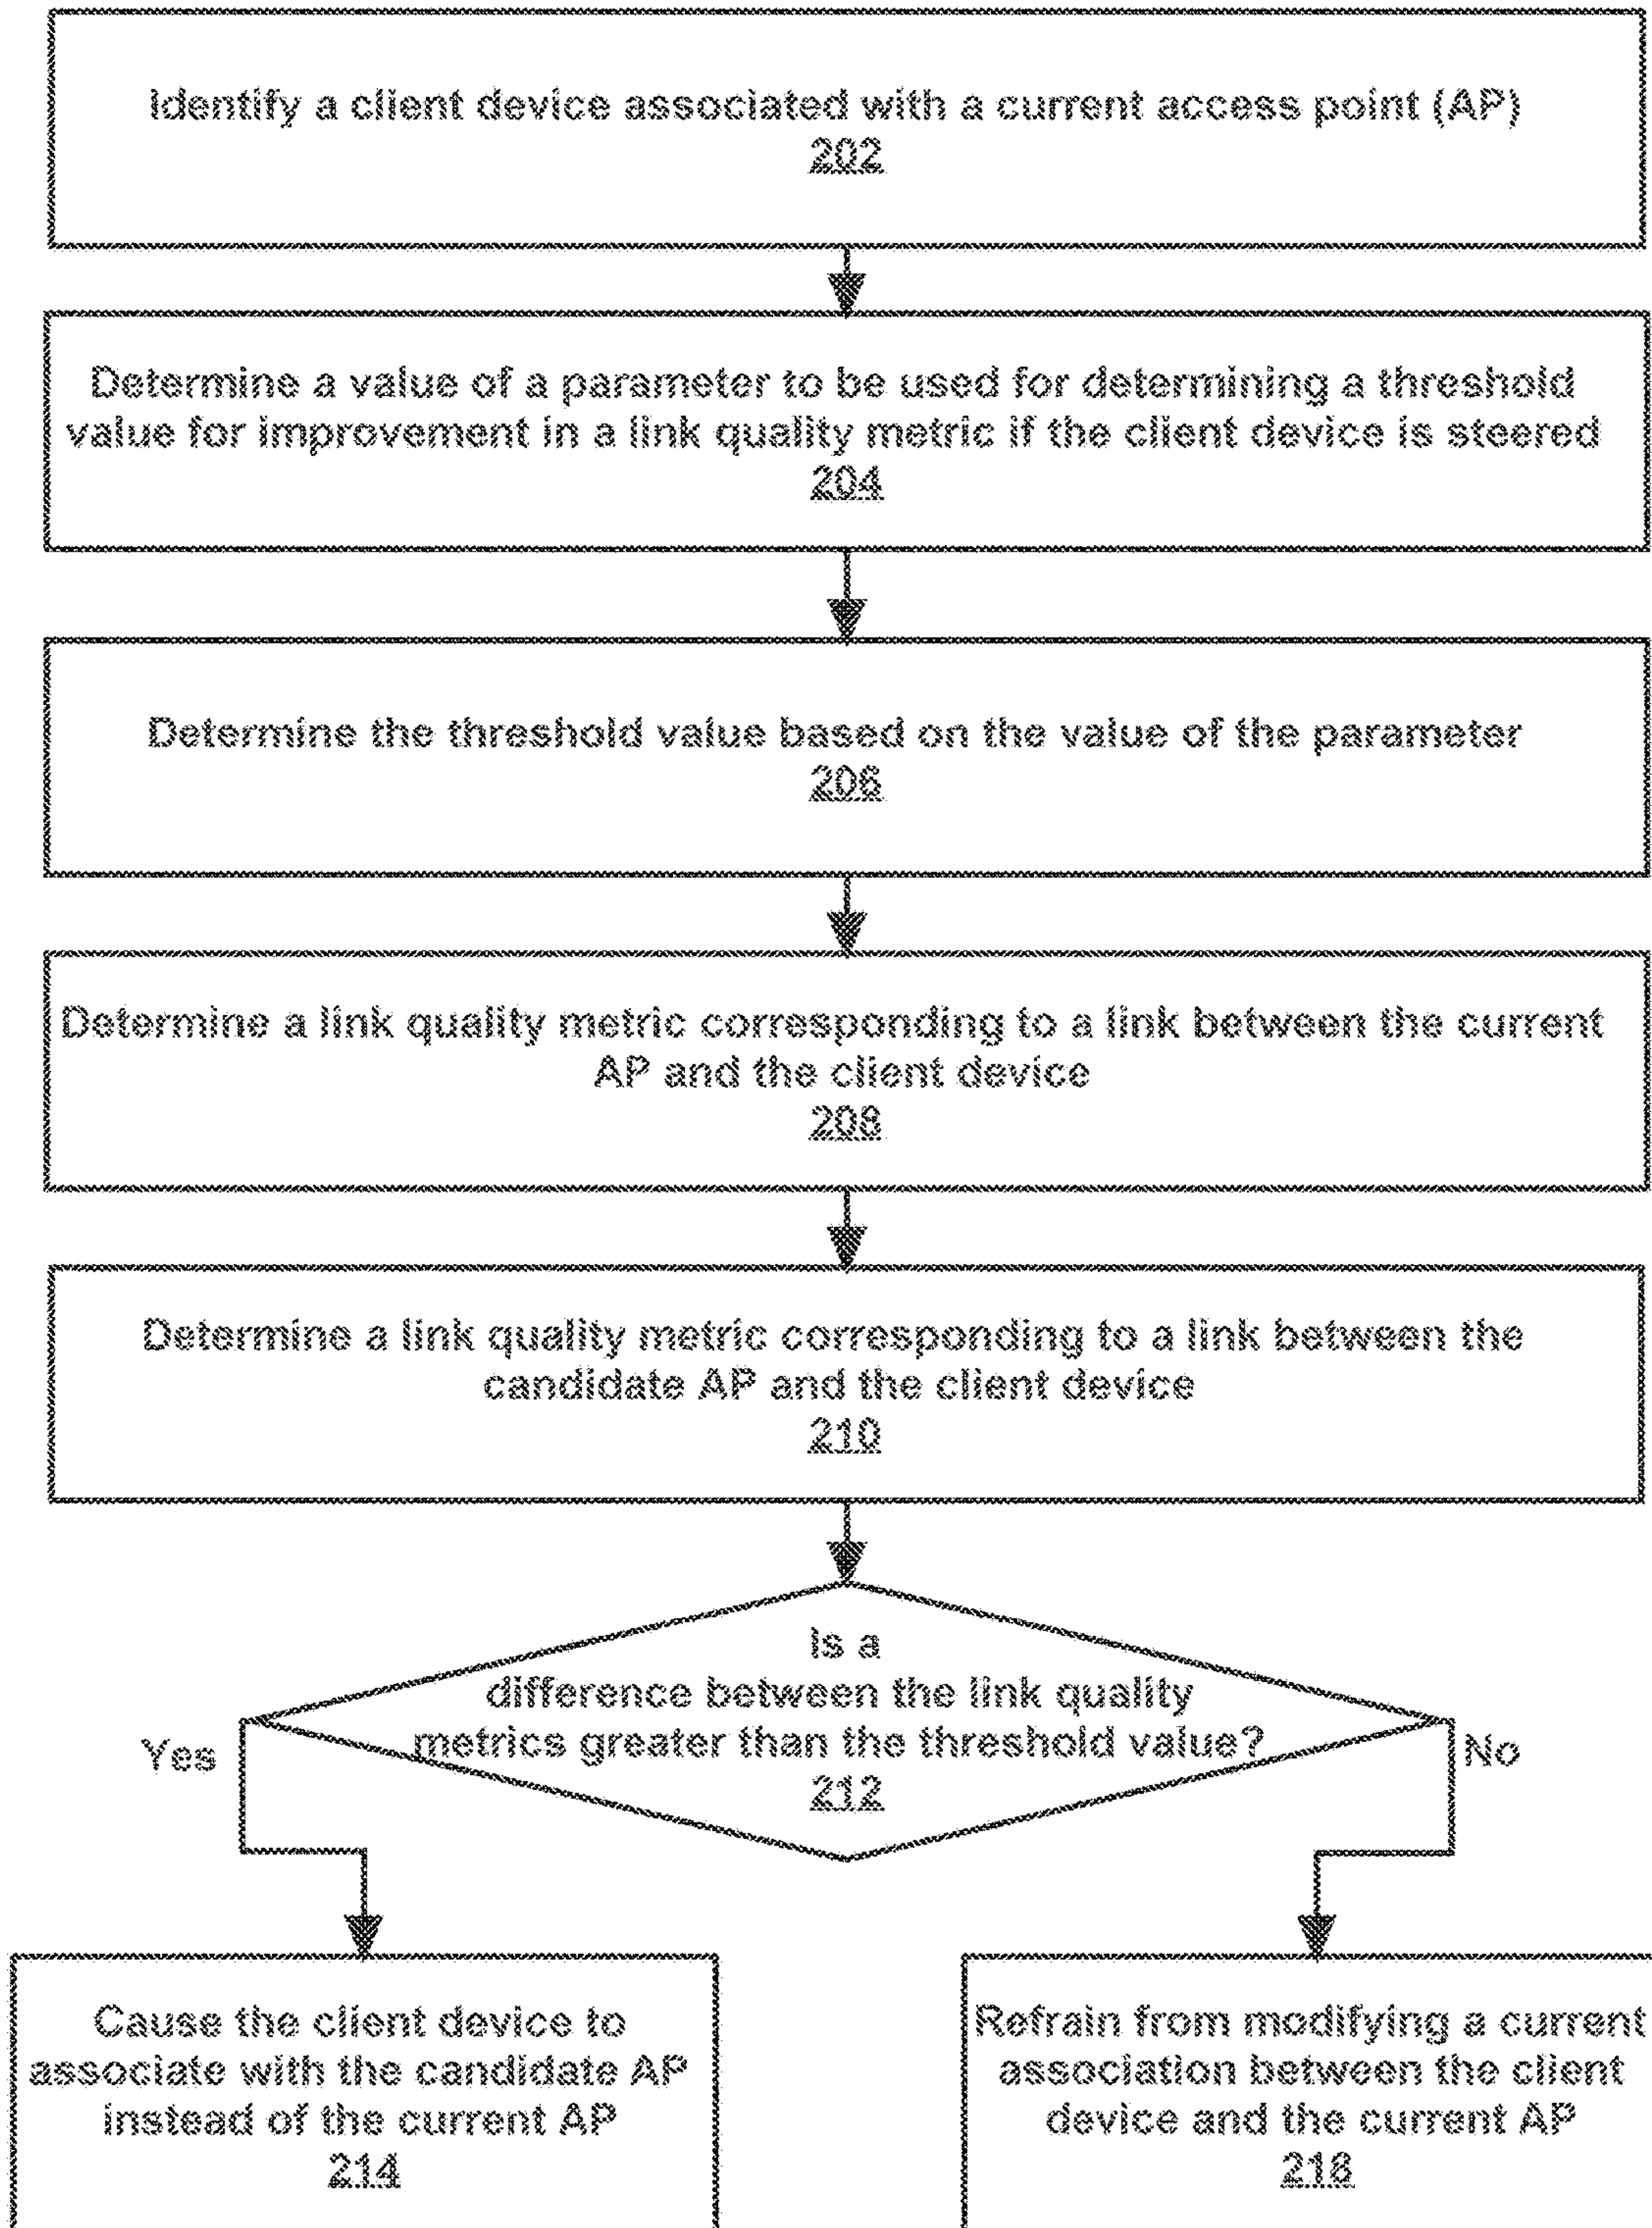 Identify a client device associated with a current access point (AP)
202
Determine a value of a parameter to be used for determining a threshold
value for improvement in a link quality metric if the client device is steered
204
Determine the threshold value based on the value of the parameter
206
Determine a link quality metric corresponding to a link between the current
AP and the client device
208
Determine a link quality metric corresponding to a link between the
candidate AP and the client device
210
Is a
difference between the link quality
metrics greater than the threshold value?
212
Yes
No
Cause the client device to
associate with the candidate AP
instead of the current AP
214
Refrain from modifying a current
association between the client
device and the current AP
218